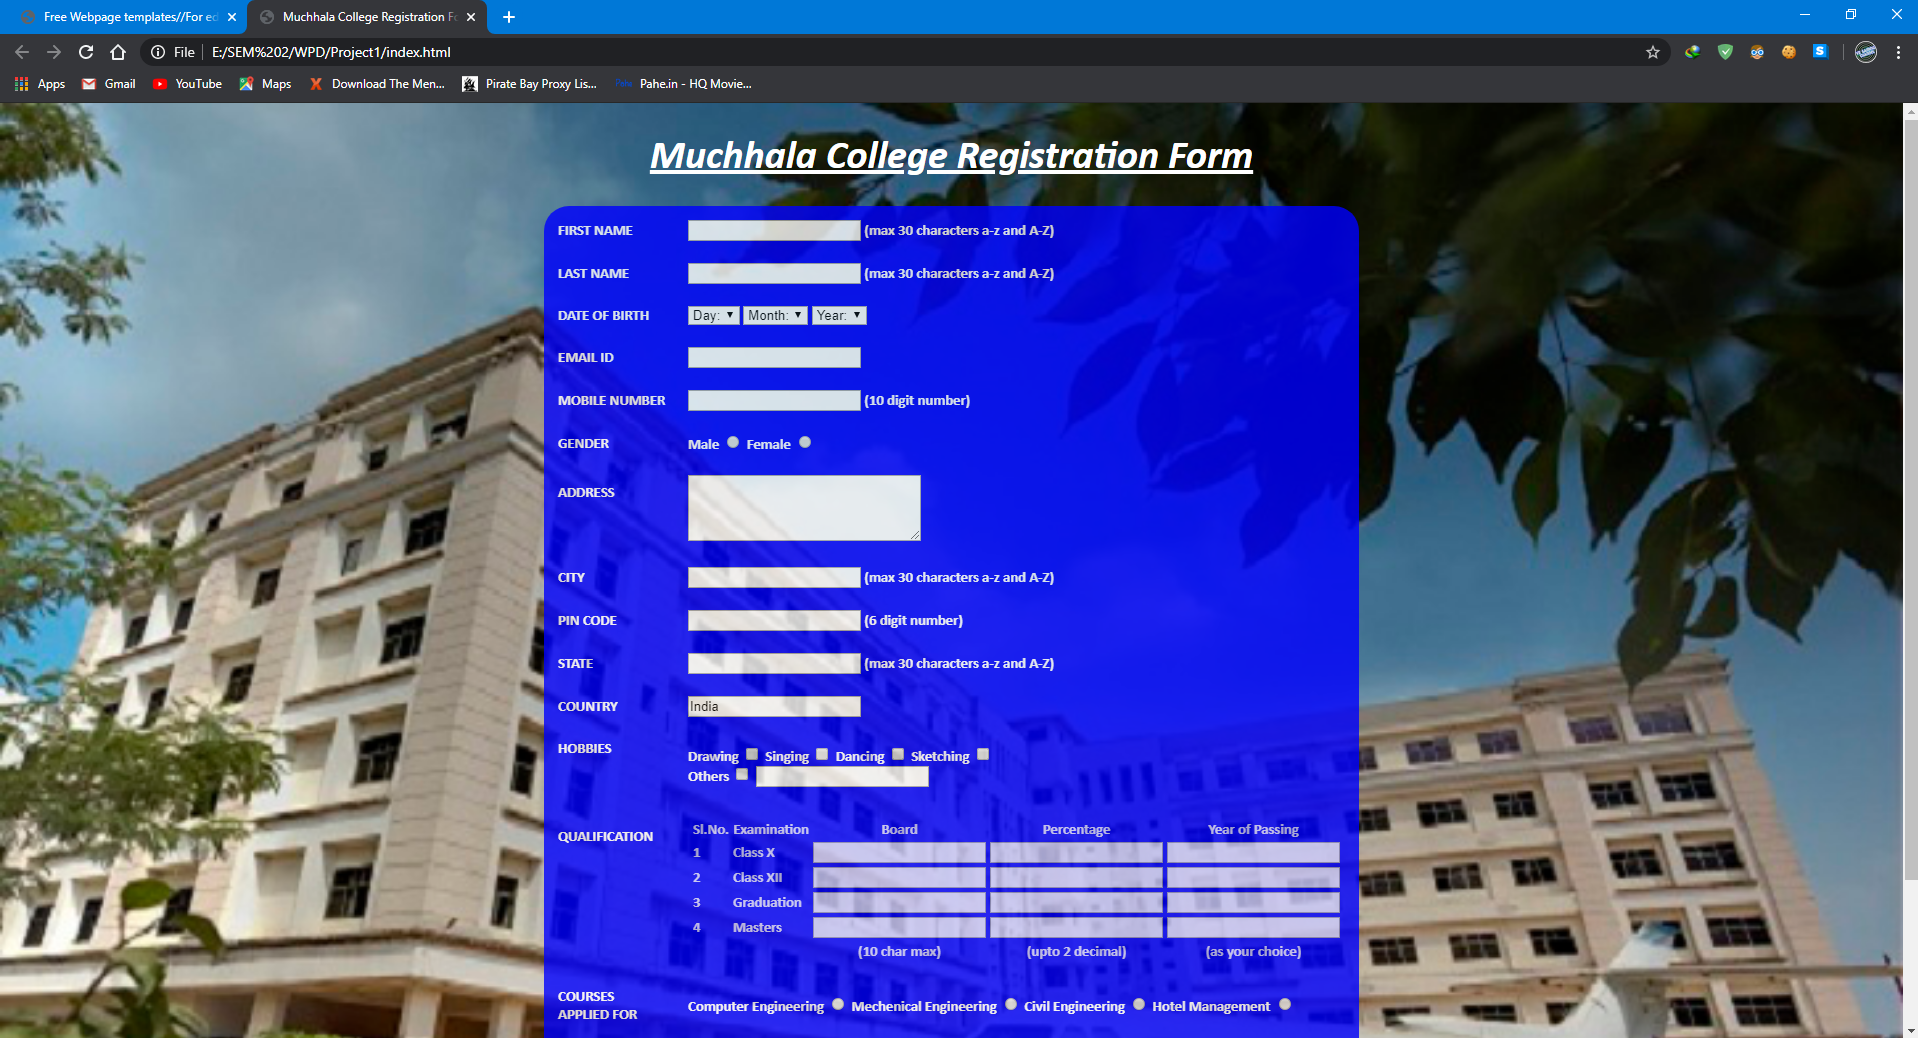 Free Webpage templates//For ed
Muchhala College Registration Fo
File E:/SEM%202/WPD/Project1/index.html
Apps Gmail YouTube Maps Download The Men... Pirate Bay Proxy Lis... Pahe.in - HQ Movie...
Muchhala College Registration Form
FIRST NAME (max 30 characters a-z and A-Z)
LAST NAME (max 30 characters a-z and A-Z)
DATE OF BIRTH Day: Month: Year:
EMAIL ID
MOBILE NUMBER (10 digit number)
GENDER Male Female
ADDRESS
CITY (max 30 characters a-z and A-Z)
PIN CODE (6 digit number)
STATE (max 30 characters a-z and A-Z)
COUNTRY India
HOBBIES Drawing Singing Dancing Sketching
Others
QUALIFICATION
Sl.No. Examination Board Percentage Year of Passing
1 Class X
2 Class XII
3 Graduation
4 Masters
(10 char max) (upto 2 decimal) (as your choice)
COURSES
APPLIED FOR
Computer Engineering Mechenical Engineering Civil Engineering Hotel Management